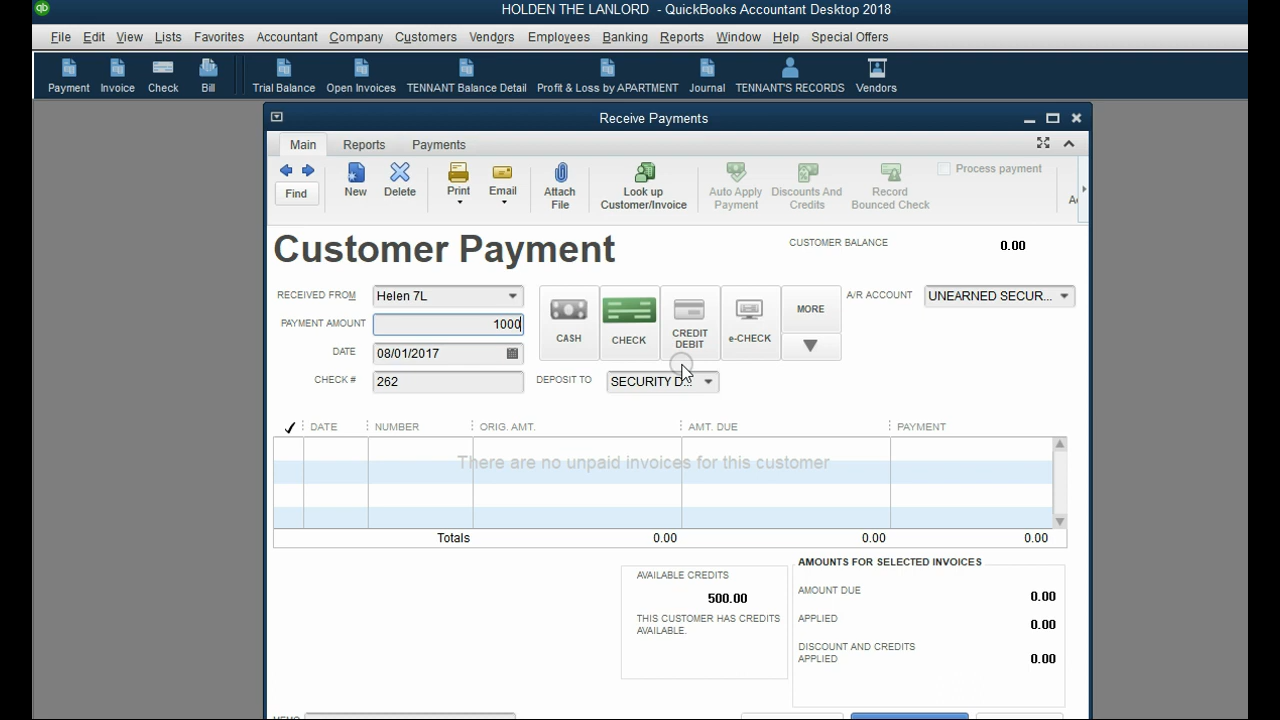 qb HOLDEN THE LANLORD - QuickBooks Accountant Desktop 2018
File Edit View Lists Favorites Accountant Company Customers Vendors Employees Banking Reports Window Help Special Offers
Payment Invoice Check Bill Trial Balance Open Invoices TENNANT Balance Detail Profit & Loss by APARTMENT Journal TENNANT'S RECORDS Vendors
Receive Payments
Main Reports Payments
Find New Delete Print Email Attach File Look up Customer/Invoice Auto Apply Payment Discounts And Credits Record Bounced Check Process payment
Customer Payment
CUSTOMER BALANCE 0.00
RECEIVED FROM Helen 7L
PAYMENT AMOUNT 1000
DATE 08/01/2017
CHECK # 262
CASH CHECK CREDIT DEBIT e-CHECK MORE
A/R ACCOUNT UNEARNED SECUR...
DEPOSIT TO SECURITY D...
DATE NUMBER ORIG. AMT. AMT. DUE PAYMENT
There are no unpaid invoices for this customer
Totals 0.00 0.00 0.00
AVAILABLE CREDITS
500.00
THIS CUSTOMER HAS CREDITS
AVAILABLE.
AMOUNTS FOR SELECTED INVOICES
AMOUNT DUE 0.00
APPLIED 0.00
DISCOUNT AND CREDITS
APPLIED 0.00